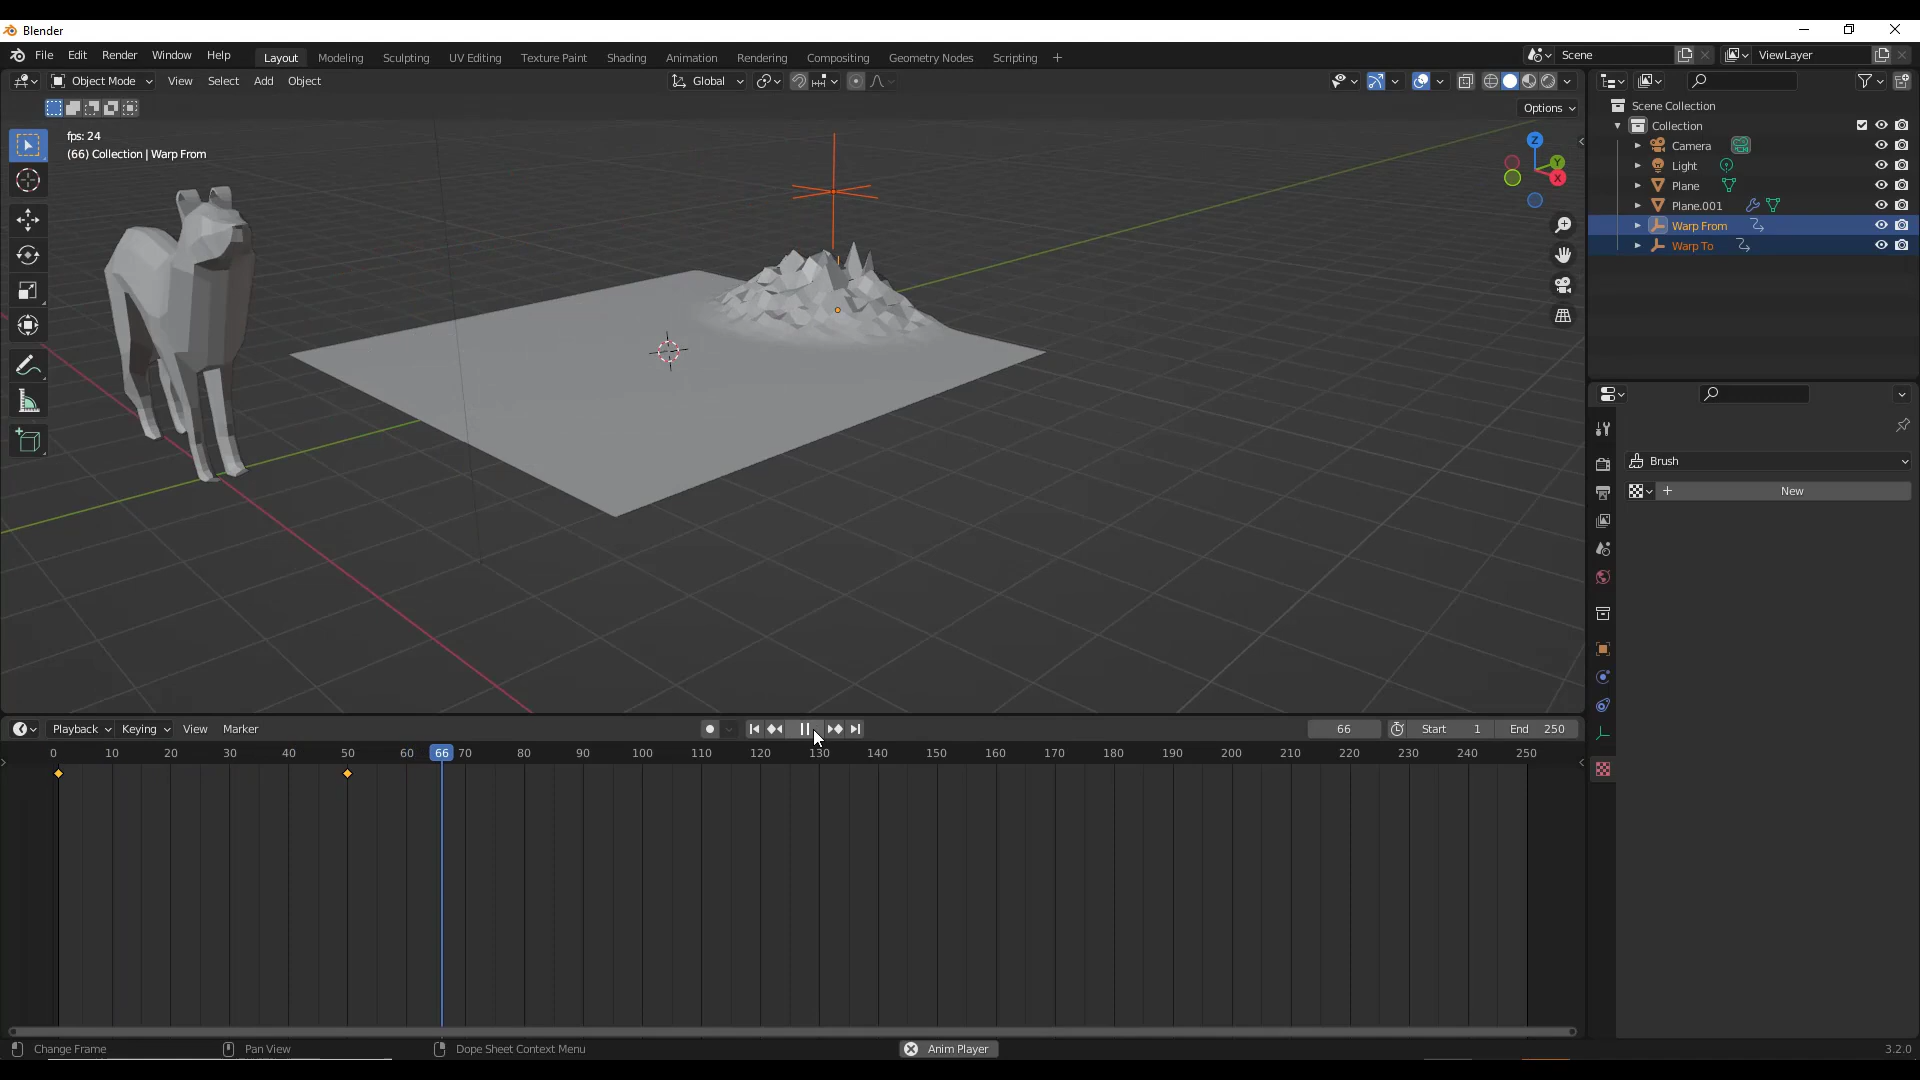 Blender
File Edit Render Window Help
Layout Modeling Sculpting UV Editing Texture Paint Shading Animation Rendering Compositing Geometry Nodes Scripting +
Scene
ViewLayer
Object Mode View Select Add Object
Global
Options
fps: 24
(66) Collection | Warp From
Z
Y
X
Scene Collection
Collection
Camera
Light
Plane
Plane.001
Warp From
Warp To
Brush
New
Playback Keying View Marker
66 Start 1 End 250
0 10 20 30 40 50 60 66 70 80 90 100 110 120 130 140 150 160 170 180 190 200 210 220 230 240 250
Change Frame Pan View Dope Sheet Context Menu Anim Player 3.2.0